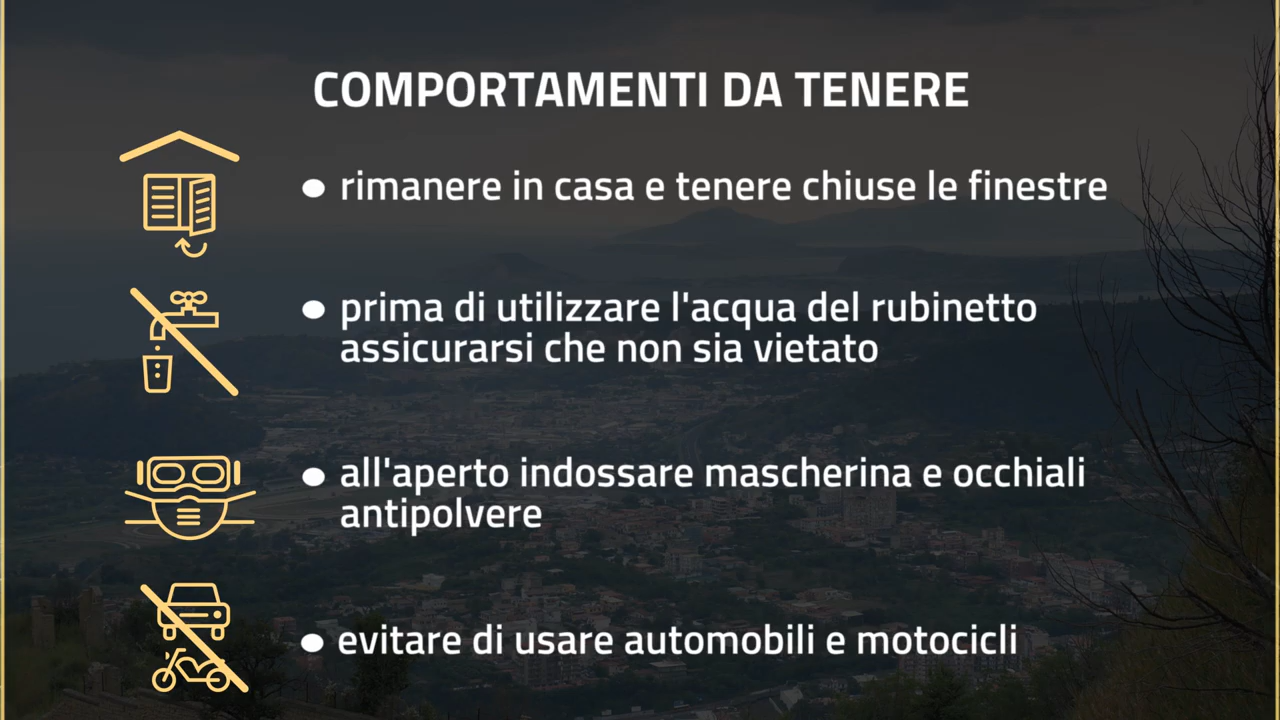 COMPORTAMENTI DA TENERE
• rimanere in casa e tenere chiuse le finestre
• prima di utilizzare l'acqua del rubinetto
assicurarsi che non sia vietato
• all'aperto indossare mascherina e occhiali
antipolvere
• evitare di usare automobili e motocicli